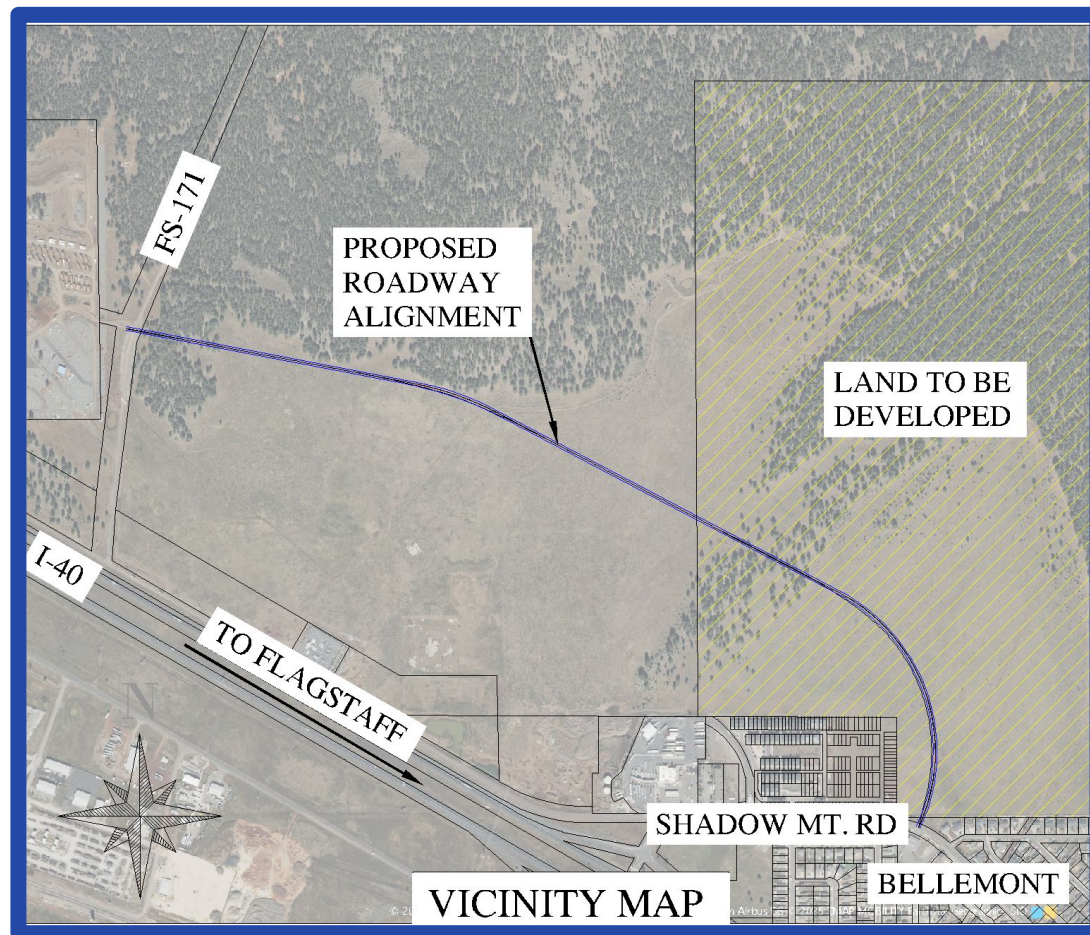 FS-171
PROPOSED
ROADWAY
ALIGNMENT
LAND TO BE
DEVELOPED
I-40
TO FLAGSTAFF
N
SHADOW MT. RD
BELLEMONT
VICINITY MAP